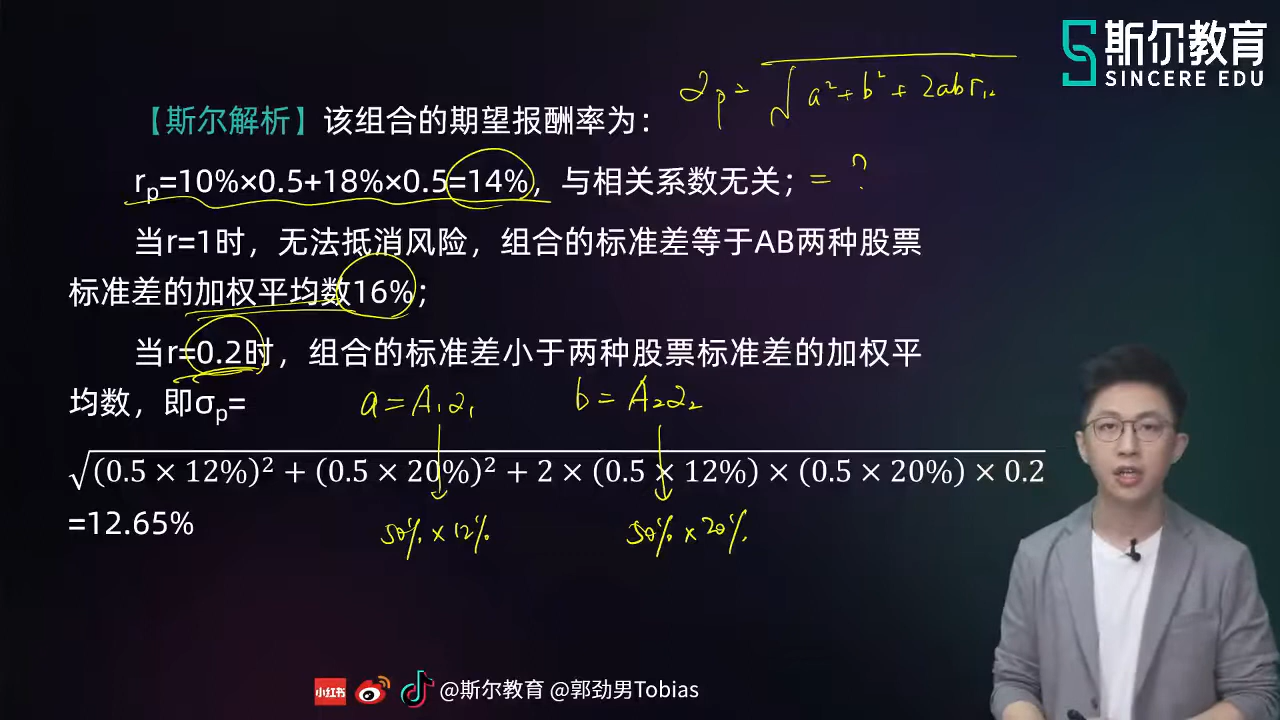 斯尔教育
SINCERE EDU
σp = √a²+b²+2abr₁₂
【斯尔解析】该组合的期望报酬率为：
rp=10%×0.5+18%×0.5=14%，与相关系数无关； = ?
当r=1时，无法抵消风险，组合的标准差等于AB两种股票
标准差的加权平均数16%；
当r=0.2时，组合的标准差小于两种股票标准差的加权平
均数，即σp=
a = A₁σ₁ b = A₂σ₂
√(0.5 × 12%)² + (0.5 × 20%)² + 2 × (0.5 × 12%) × (0.5 × 20%) × 0.2
=12.65%
50% × 12% 50% × 20%
小红书 @斯尔教育 @郭劲男Tobias